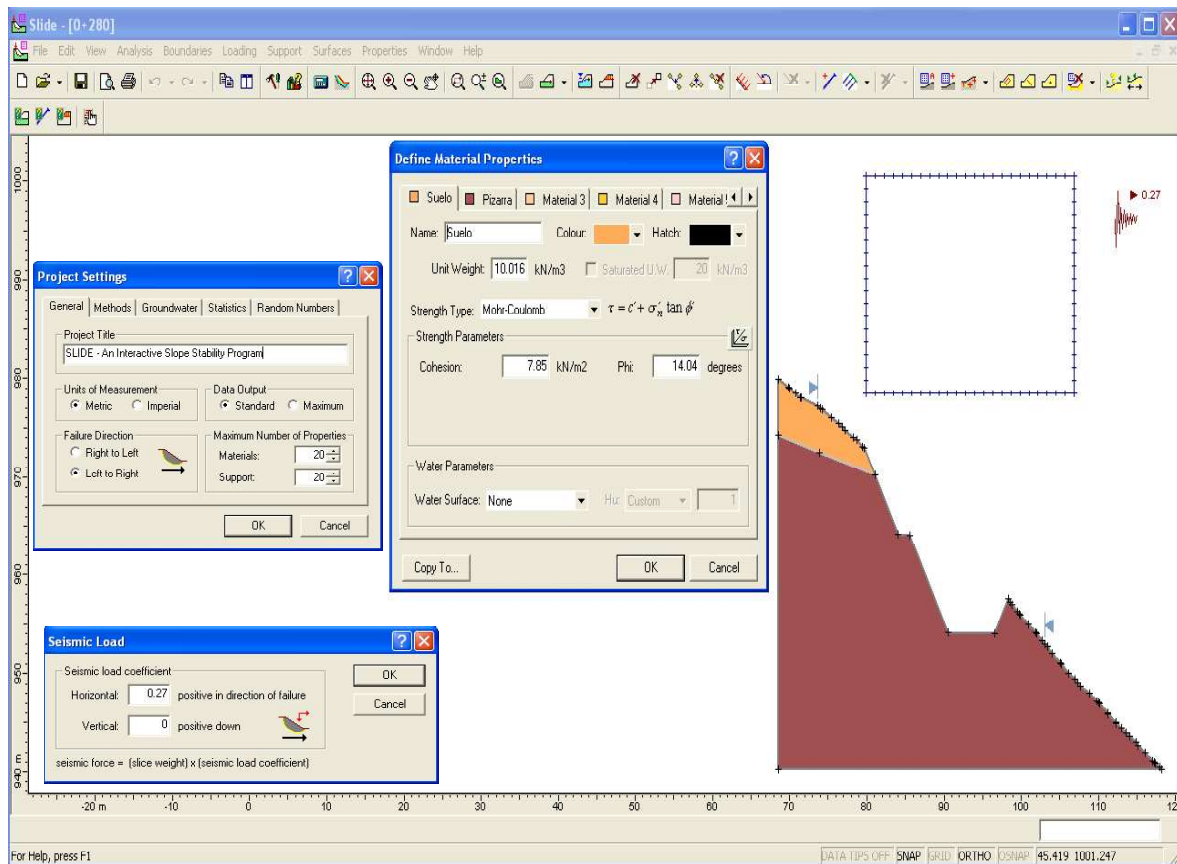 Slide - [0+280]
File Edit View Analysis Boundaries Loading Support Surfaces Properties Window Help
Define Material Properties
Suelo Pizarra Material 3 Material 4 Material
Name: Suelo Colour: Hatch:
Unit Weight: 10.016 kN/m3 Saturated U.W. 20 kN/m3
Strength Type: Mohr-Coulomb τ = c' + σ'n tan φ'
Strength Parameters
τ/σ
Cohesion: 7.85 kN/m2 Phi: 14.04 degrees
Water Parameters
Water Surface: None Hu: Custom 1
Copy To... OK Cancel
Project Settings
General Methods Groundwater Statistics Random Numbers
Project Title
SLIDE - An Interactive Slope Stability Program
Units of Measurement
Metric Imperial
Data Output
Standard Maximum
Failure Direction
Right to Left
Left to Right
Maximum Number of Properties
Materials: 20
Support: 20
OK Cancel
Seismic Load
Seismic load coefficient
Horizontal: 0.27 positive in direction of failure
Vertical: 0 positive down
seismic force = (slice weight) x (seismic load coefficient)
OK
Cancel
0.27
1000
990
980
970
960
950
940 m
-20 m -10 0 10 20 30 40 50 60 70 80 90 100 110 120
For Help, press F1
DATA TIPS OFF SNAP GRID ORTHO OSNAP 45.419 1001.247